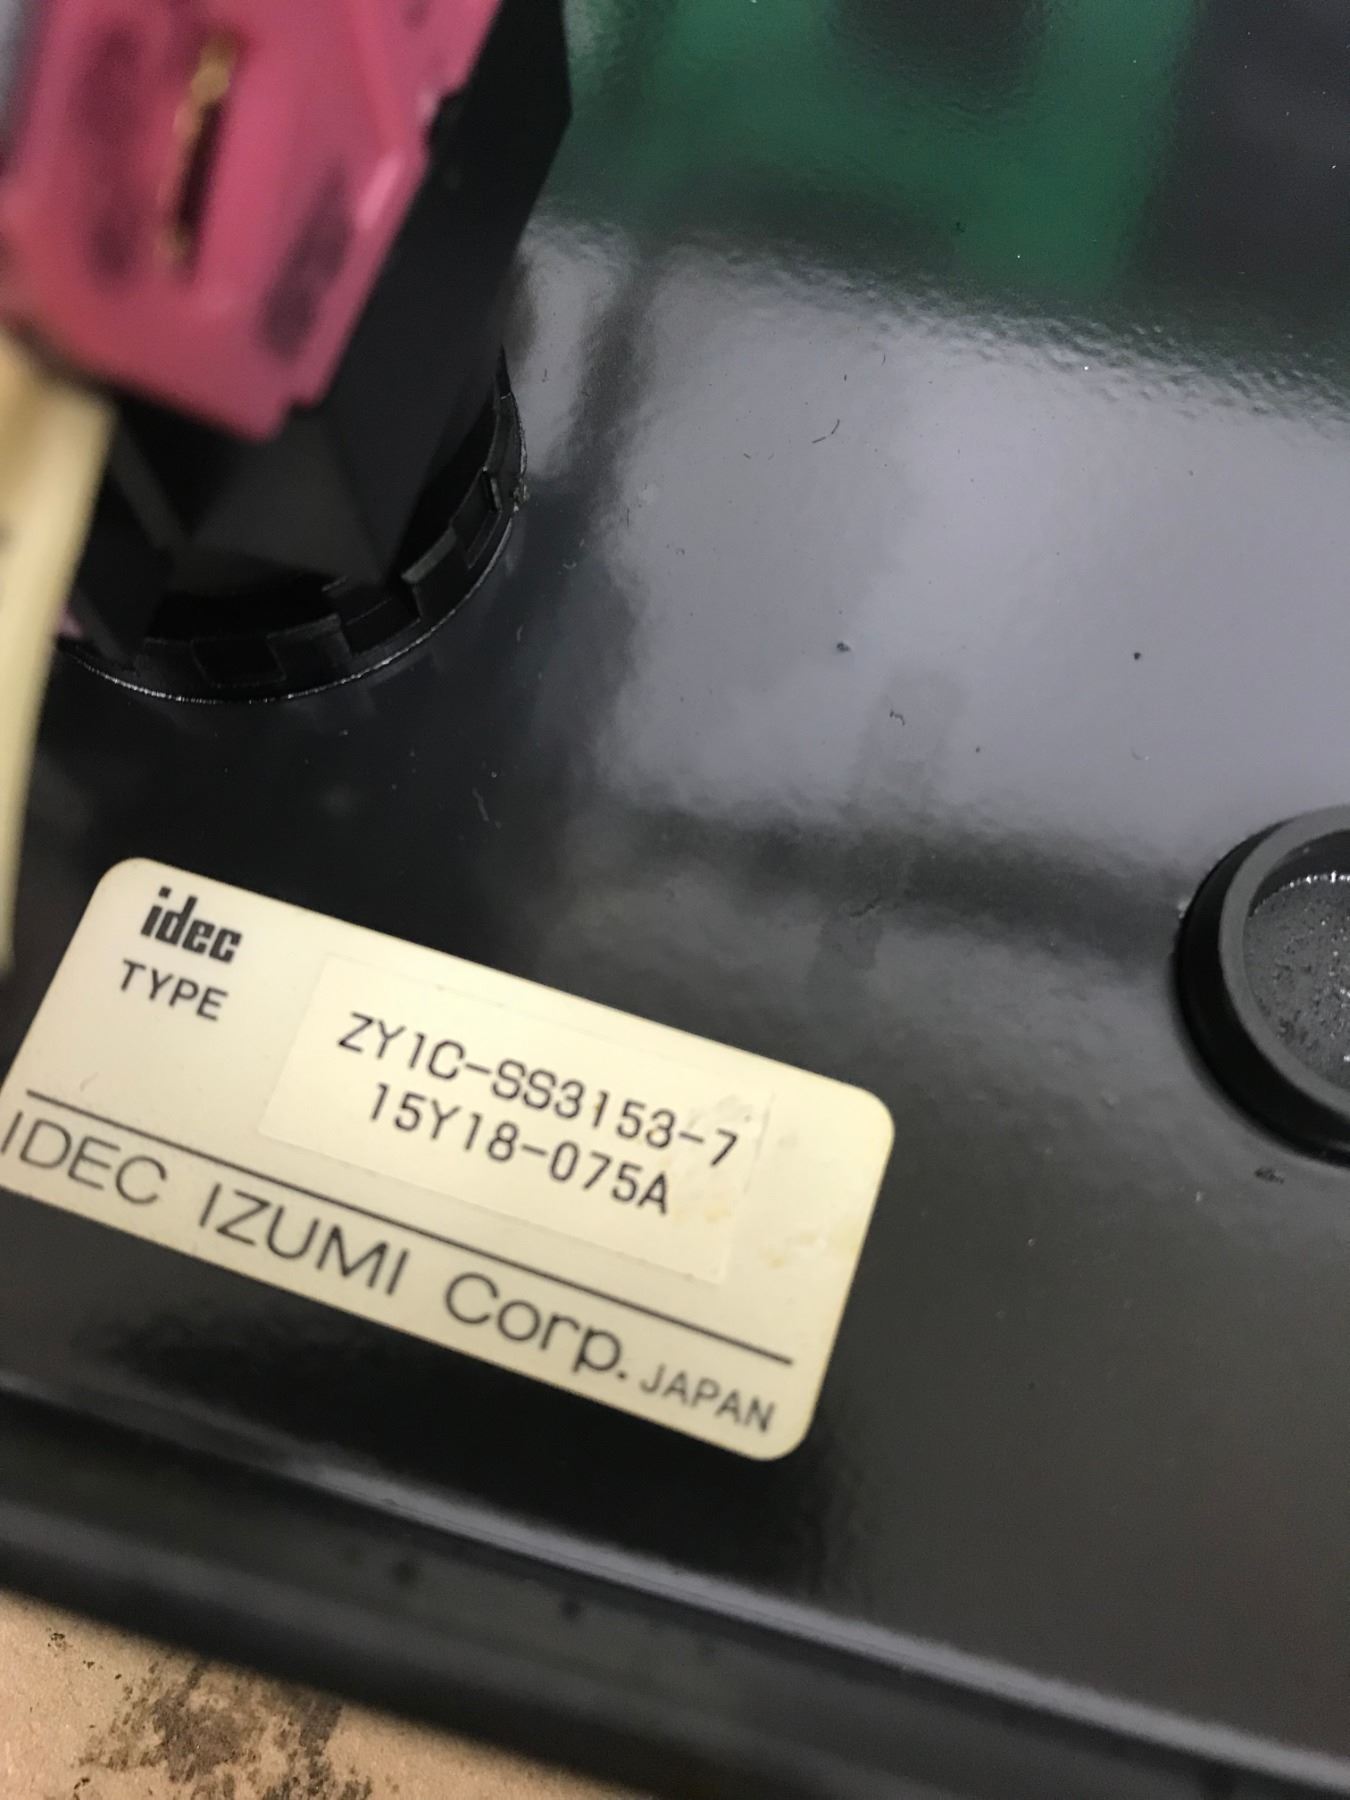 idec
TYPE
ZY1C-SS3153-7
15Y18-075A
IDEC IZUMI Corp. JAPAN